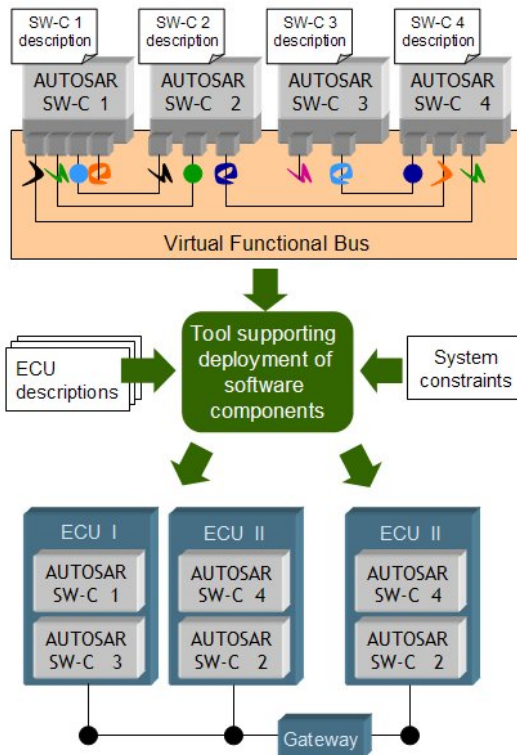 SW-C 1
description
SW-C 2
description
SW-C 3
description
SW-C 4
description
AUTOSAR
SW-C 1
AUTOSAR
SW-C 2
AUTOSAR
SW-C 3
AUTOSAR
SW-C 4
Virtual Functional Bus
Tool supporting
deployment of
software
components
ECU
descriptions
System
constraints
ECU I
AUTOSAR
SW-C 1
AUTOSAR
SW-C 3
ECU II
AUTOSAR
SW-C 4
AUTOSAR
SW-C 2
ECU II
AUTOSAR
SW-C 4
AUTOSAR
SW-C 2
Gateway